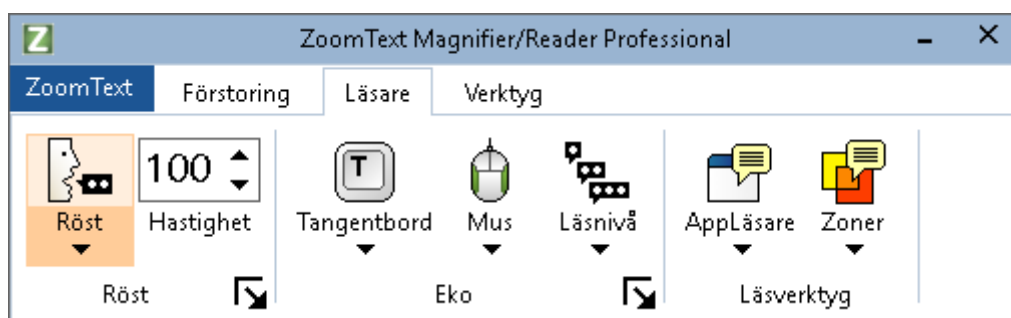 Z ZoomText Magnifier/Reader Professional
ZoomText Förstoring Läsare Verktyg
100 T
Röst Hastighet Tangentbord Mus Läsnivå AppLäsare Zoner
Röst Eko Läsverktyg